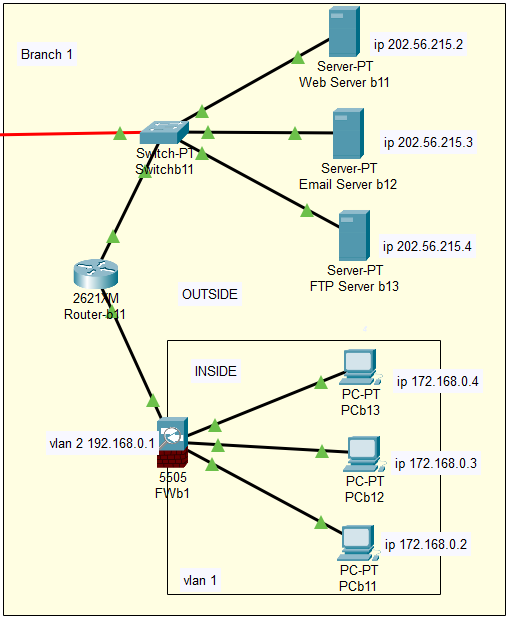 Branch 1
ip 202.56.215.2
Server-PT
Web Server b11
Switch-PT
Switchb11
ip 202.56.215.3
Server-PT
Email Server b12
ip 202.56.215.4
Server-PT
FTP Server b13
2621XM
Router-b11
OUTSIDE
INSIDE
ip 172.168.0.4
PC-PT
PCb13
vlan 2 192.168.0.1
5505
FWb1
ip 172.168.0.3
PC-PT
PCb12
ip 172.168.0.2
PC-PT
PCb11
vlan 1